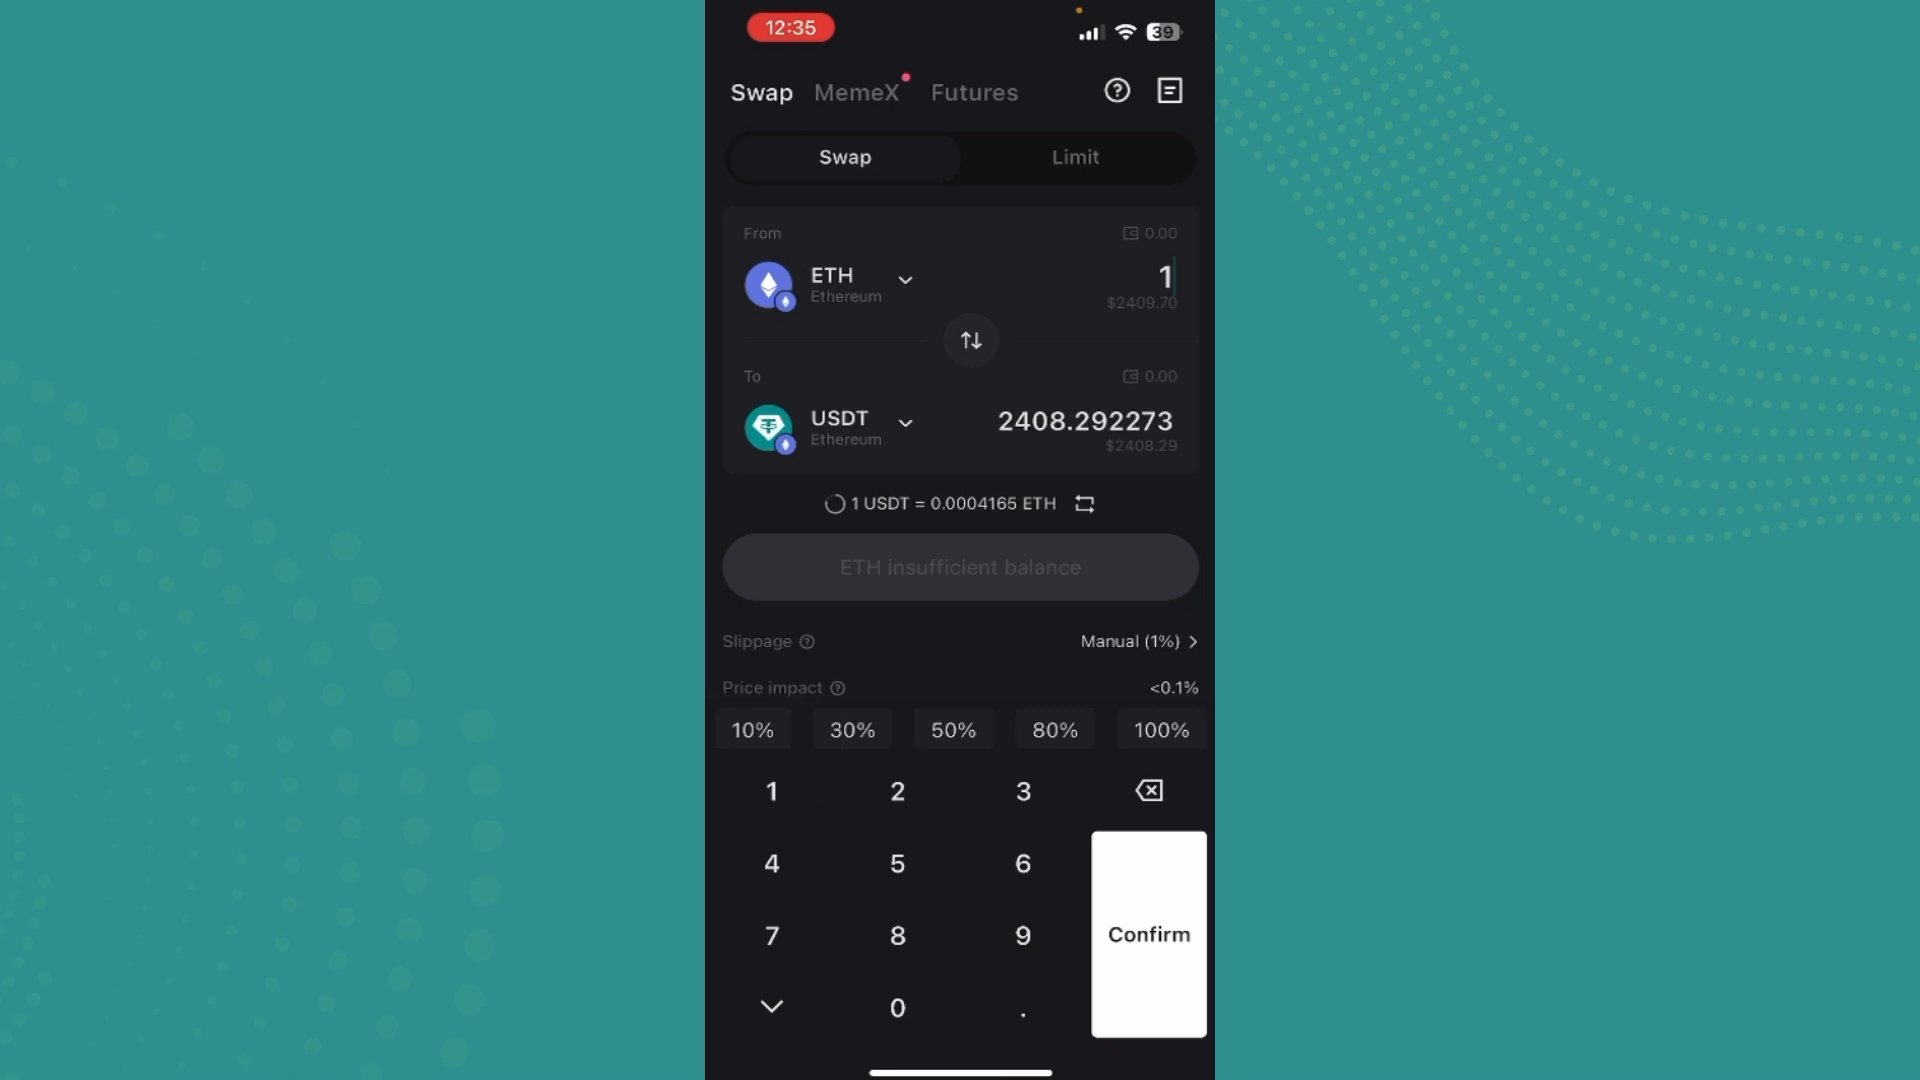 12:35
39
Swap MemeX Futures
Swap Limit
From 0.00
ETH 1
Ethereum $2409.70
To 0.00
USDT 2408.292273
Ethereum $2408.29
1 USDT = 0.0004165 ETH
ETH insufficient balance
Slippage Manual (1%)
Price impact <0.1%
10% 30% 50% 80% 100%
1 2 3
4 5 6
7 8 9 Confirm
0 .